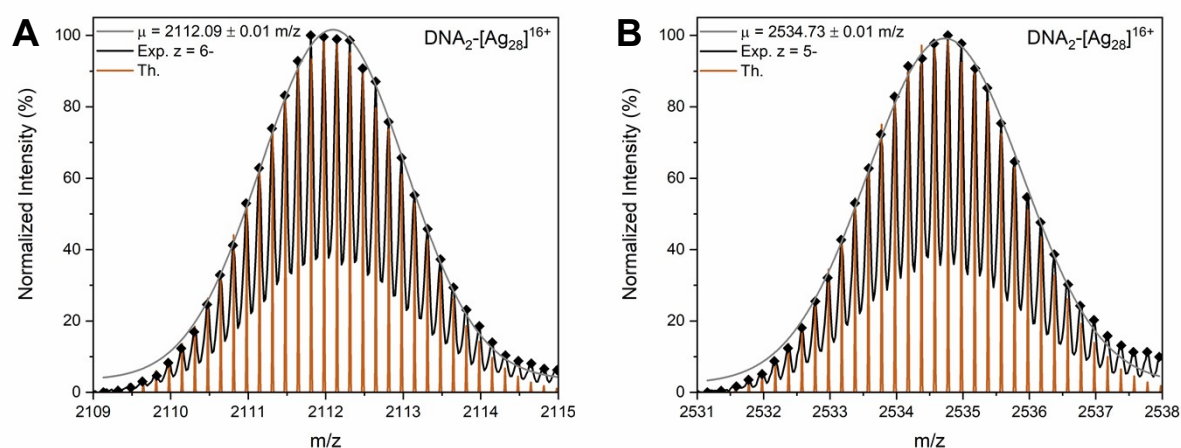 A
μ = 2112.09 ± 0.01 m/z
Exp. z = 6-
Th.
DNA₂-[Ag₂₈]¹⁶⁺
Normalized Intensity (%)
100
80
60
40
20
0
2109 2110 2111 2112 2113 2114 2115
m/z
B
μ = 2534.73 ± 0.01 m/z
Exp. z = 5-
Th.
DNA₂-[Ag₂₈]¹⁶⁺
Normalized Intensity (%)
100
80
60
40
20
0
2531 2532 2533 2534 2535 2536 2537 2538
m/z